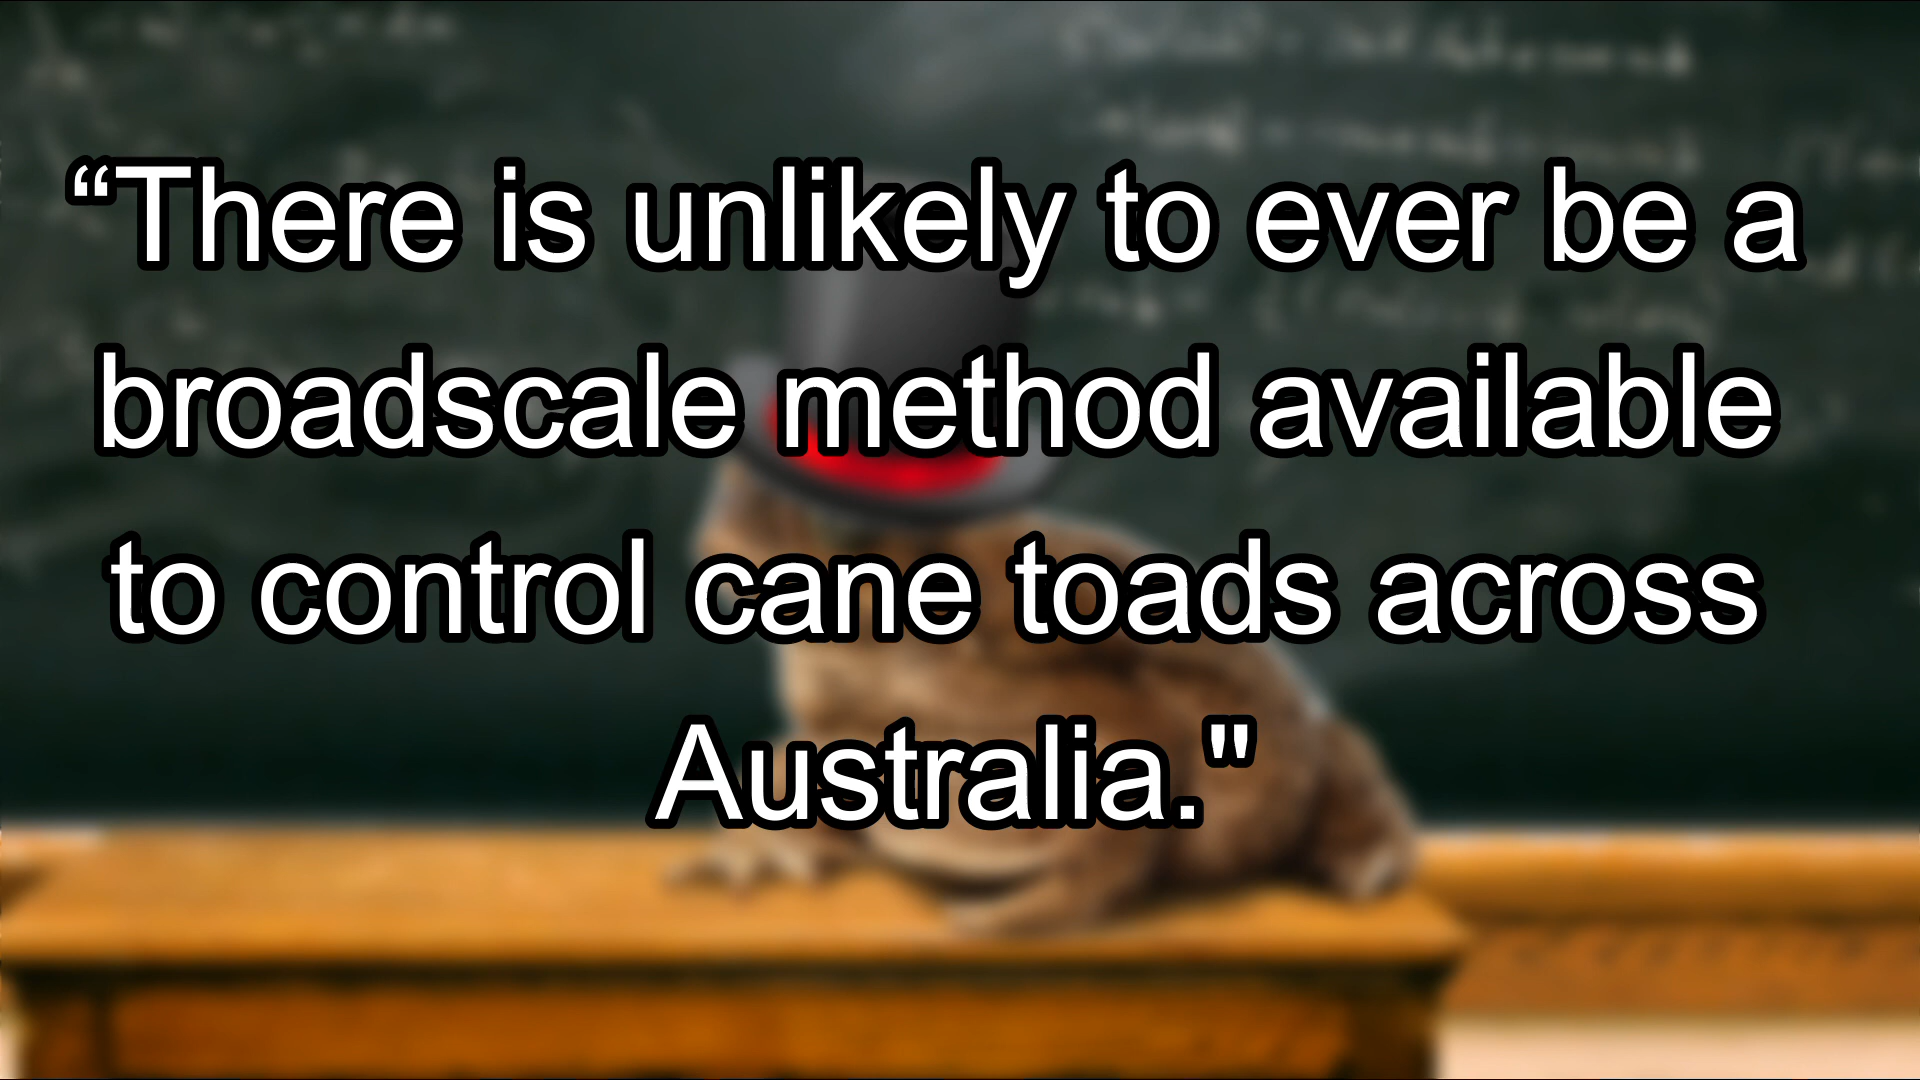 “There is unlikely to ever be a
broadscale method available
to control cane toads across
Australia."